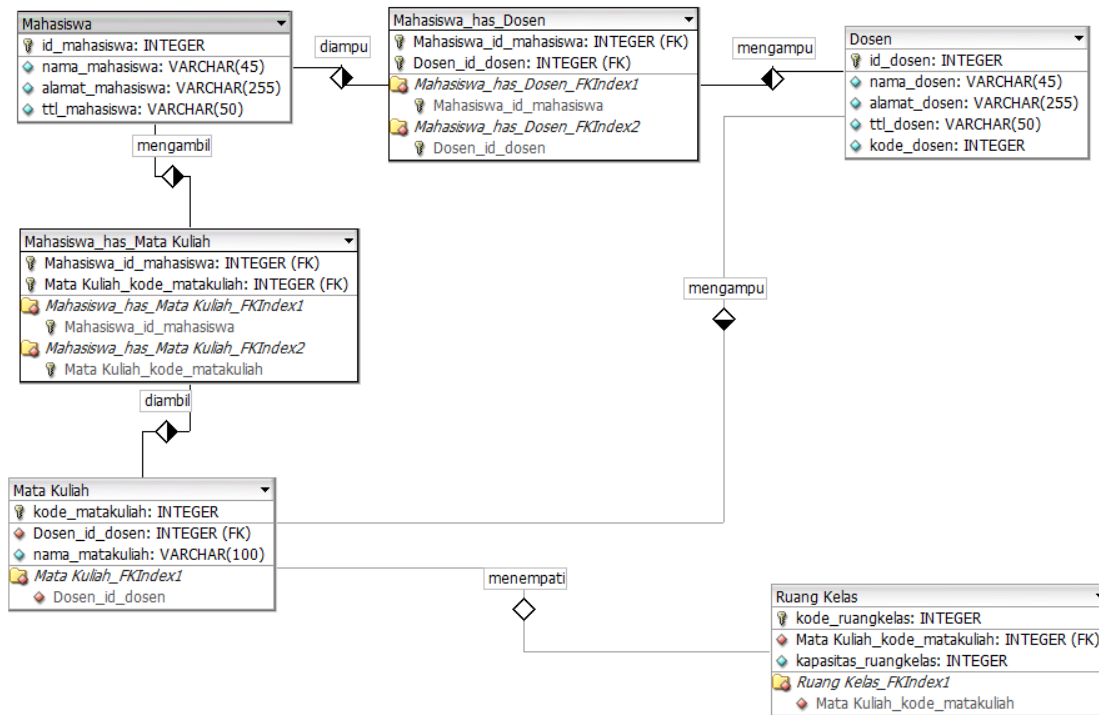 Mahasiswa
id_mahasiswa: INTEGER
nama_mahasiswa: VARCHAR(45)
alamat_mahasiswa: VARCHAR(255)
ttl_mahasiswa: VARCHAR(50)
diampu
Mahasiswa_has_Dosen
Mahasiswa_id_mahasiswa: INTEGER (FK)
Dosen_id_dosen: INTEGER (FK)
Mahasiswa_has_Dosen_FKIndex1
Mahasiswa_id_mahasiswa
Mahasiswa_has_Dosen_FKIndex2
Dosen_id_dosen
mengampu
Dosen
id_dosen: INTEGER
nama_dosen: VARCHAR(45)
alamat_dosen: VARCHAR(255)
ttl_dosen: VARCHAR(50)
kode_dosen: INTEGER
mengambil
Mahasiswa_has_Mata Kuliah
Mahasiswa_id_mahasiswa: INTEGER (FK)
Mata Kuliah_kode_matakuliah: INTEGER (FK)
Mahasiswa_has_Mata Kuliah_FKIndex1
Mahasiswa_id_mahasiswa
Mahasiswa_has_Mata Kuliah_FKIndex2
Mata Kuliah_kode_matakuliah
mengampu
diambil
Mata Kuliah
kode_matakuliah: INTEGER
Dosen_id_dosen: INTEGER (FK)
nama_matakuliah: VARCHAR(100)
Mata Kuliah_FKIndex1
Dosen_id_dosen
menempati
Ruang Kelas
kode_ruangkelas: INTEGER
Mata Kuliah_kode_matakuliah: INTEGER (FK)
kapasitas_ruangkelas: INTEGER
Ruang Kelas_FKIndex1
Mata Kuliah_kode_matakuliah